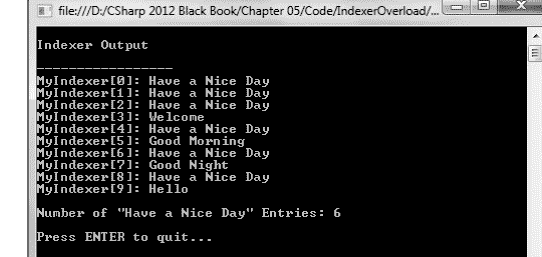 file:///D:/CSharp 2012 Black Book/Chapter 05/Code/IndexerOverload/...
Indexer Output
-----------------
MyIndexer[0]: Have a Nice Day
MyIndexer[1]: Have a Nice Day
MyIndexer[2]: Have a Nice Day
MyIndexer[3]: Welcome
MyIndexer[4]: Have a Nice Day
MyIndexer[5]: Good Morning
MyIndexer[6]: Have a Nice Day
MyIndexer[7]: Good Night
MyIndexer[8]: Have a Nice Day
MyIndexer[9]: Hello
Number of "Have a Nice Day" Entries: 6
Press ENTER to quit...